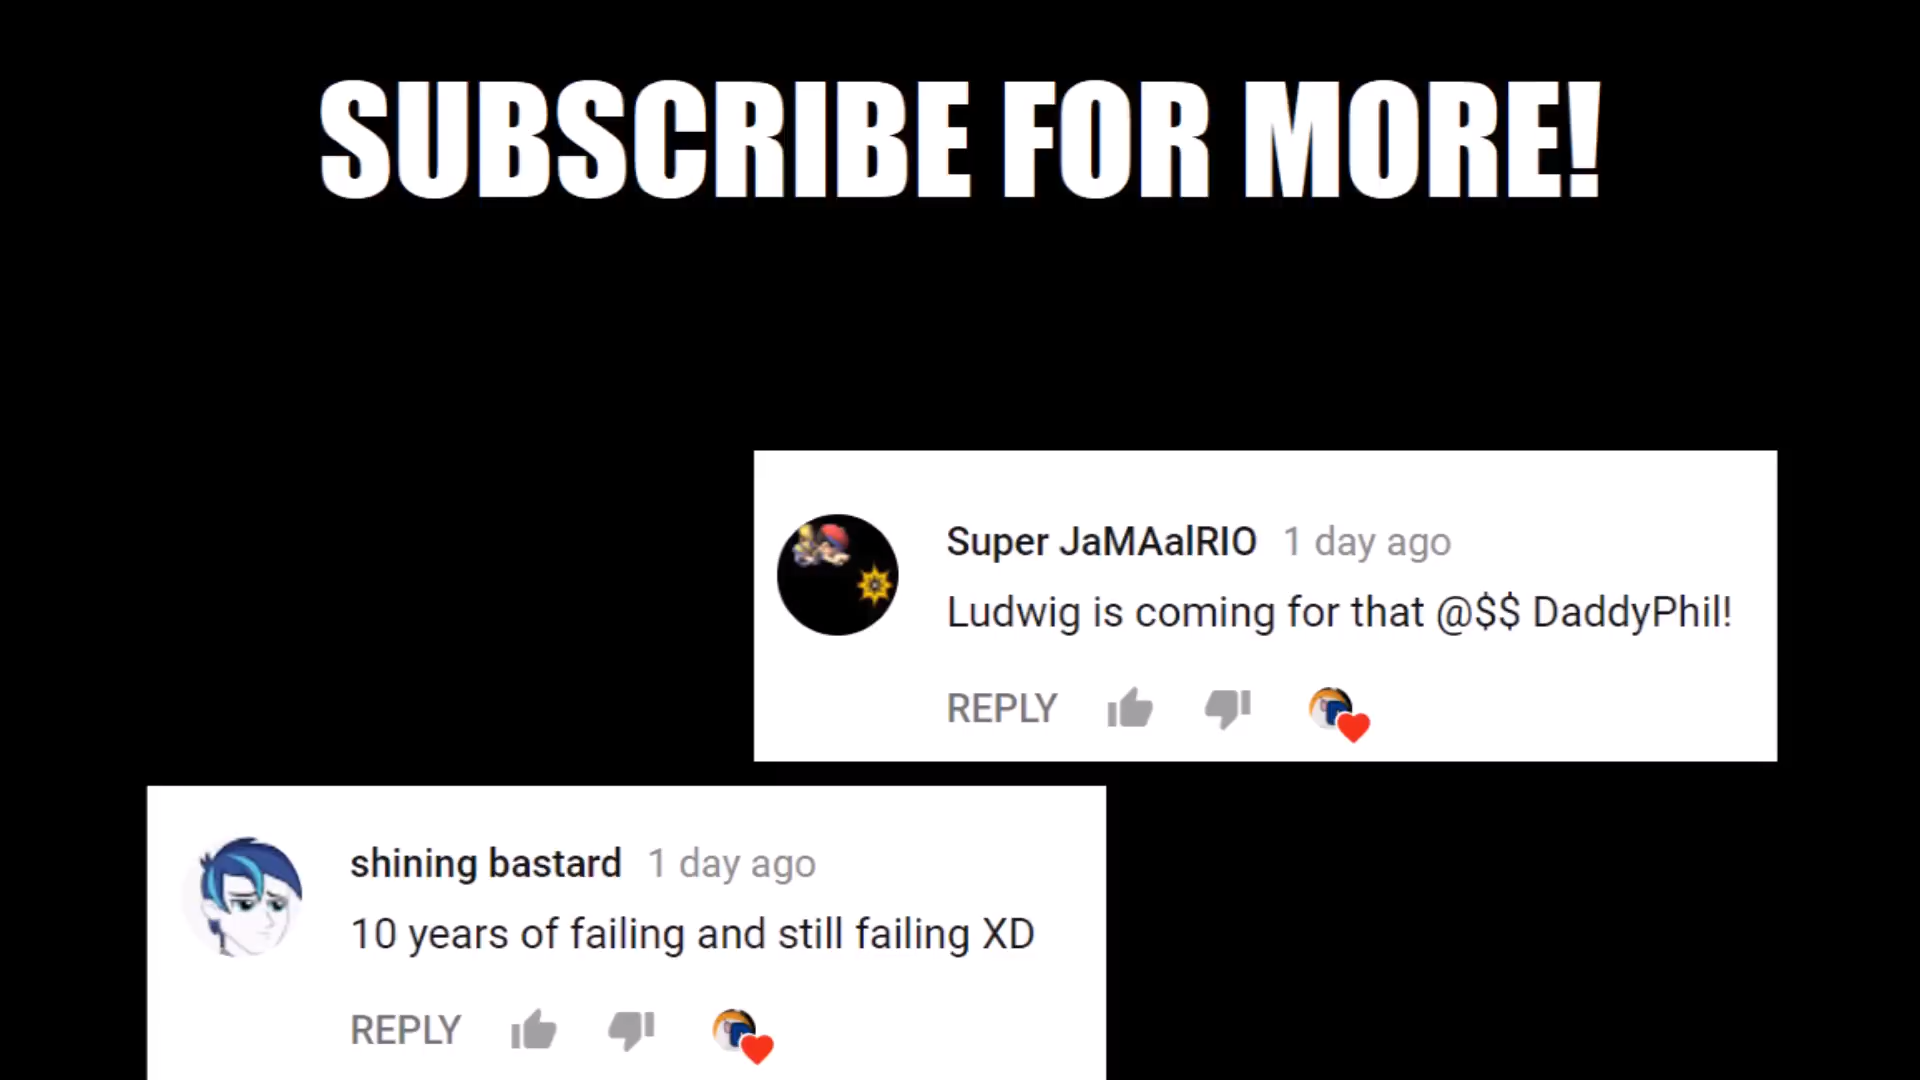 SUBSCRIBE FOR MORE!
Super JaMAalRIO 1 day ago
Ludwig is coming for that @$$ DaddyPhil!
REPLY
shining bastard 1 day ago
10 years of failing and still failing XD
REPLY